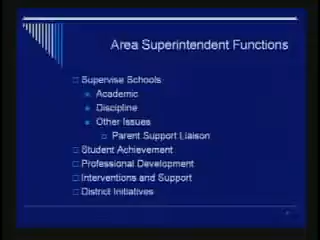 Area Superintendent Functions
Supervise Schools
Academic
Discipline
Other Issues
Parent Support Liaison
Student Achievement
Professional Development
Interventions and Support
District Initiatives